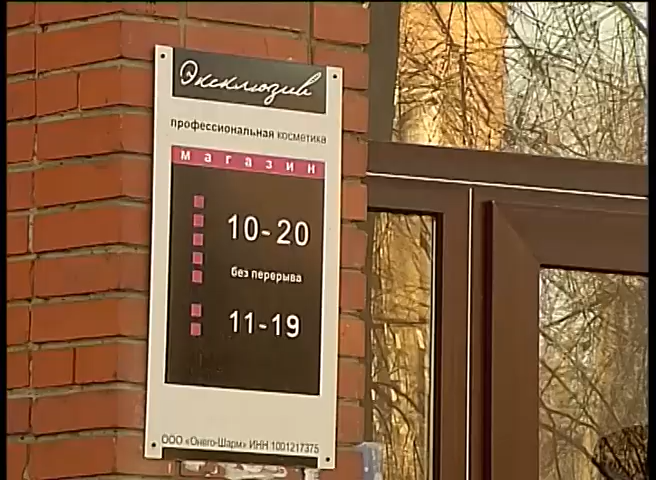 Эксклюзив
профессиональная косметика
магазин
10-20
без перерыва
11-19
ООО «Онего-Шарм» ИНН 1001217375